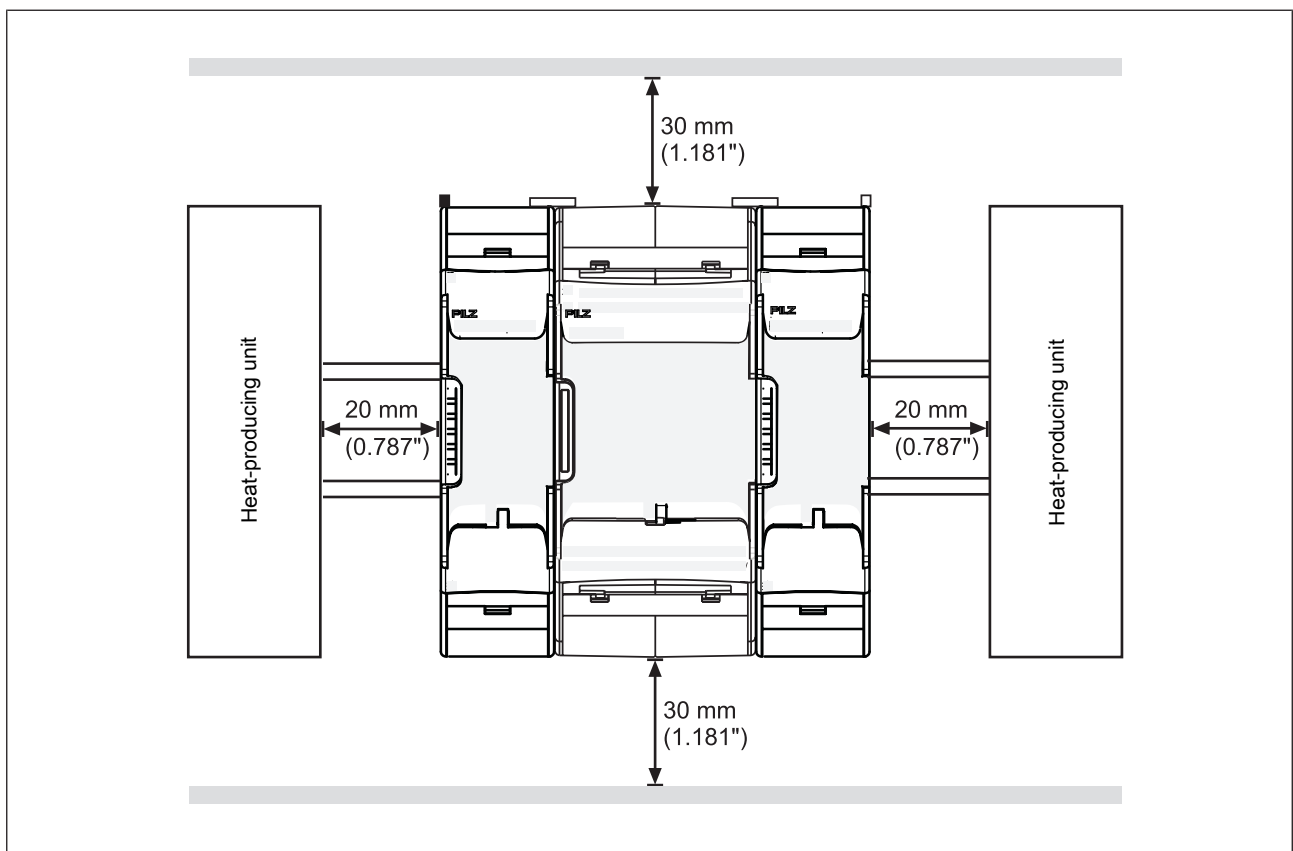 30 mm
(1.181")
PILZ
PILZ
PILZ
Heat-producing unit
20 mm
(0.787")
20 mm
(0.787")
Heat-producing unit
30 mm
(1.181")